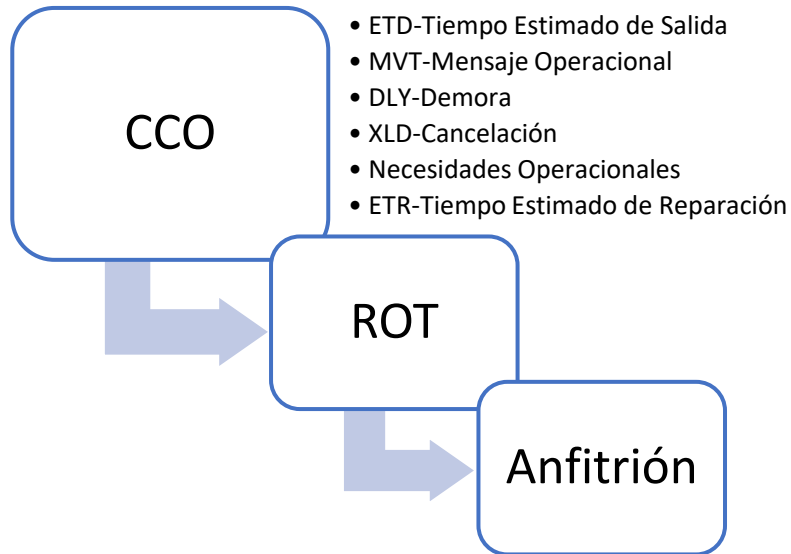 CCO
• ETD-Tiempo Estimado de Salida
• MVT-Mensaje Operacional
• DLY-Demora
• XLD-Cancelación
• Necesidades Operacionales
• ETR-Tiempo Estimado de Reparación
ROT
Anfitrión